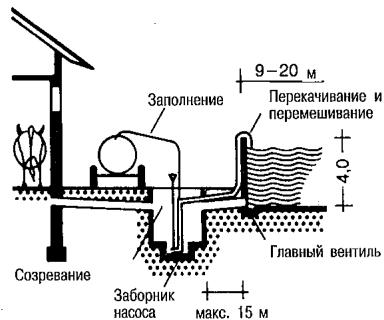 9–20 м
Заполнение
Перекачивание и
перемешивание
4,0
Главный вентиль
Созревание
Заборник
насоса
макс. 15 м